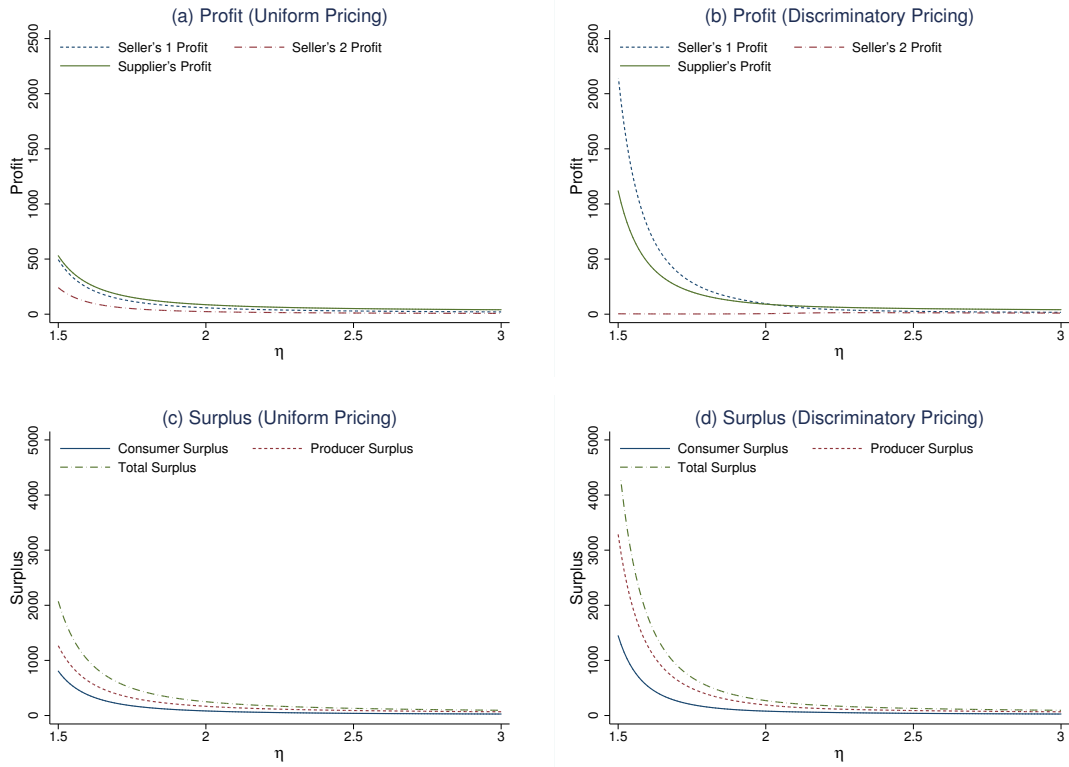 (a) Profit (Uniform Pricing)
Seller's 1 Profit Seller's 2 Profit
Supplier's Profit
Profit
0 500 1000 1500 2000 2500
1.5 2 2.5 3
η
(b) Profit (Discriminatory Pricing)
Seller's 1 Profit Seller's 2 Profit
Supplier's Profit
Profit
0 500 1000 1500 2000 2500
1.5 2 2.5 3
η
(c) Surplus (Uniform Pricing)
Consumer Surplus Producer Surplus
Total Surplus
Surplus
0 1000 2000 3000 4000 5000
1.5 2 2.5 3
η
(d) Surplus (Discriminatory Pricing)
Consumer Surplus Producer Surplus
Total Surplus
Surplus
0 1000 2000 3000 4000 5000
1.5 2 2.5 3
η